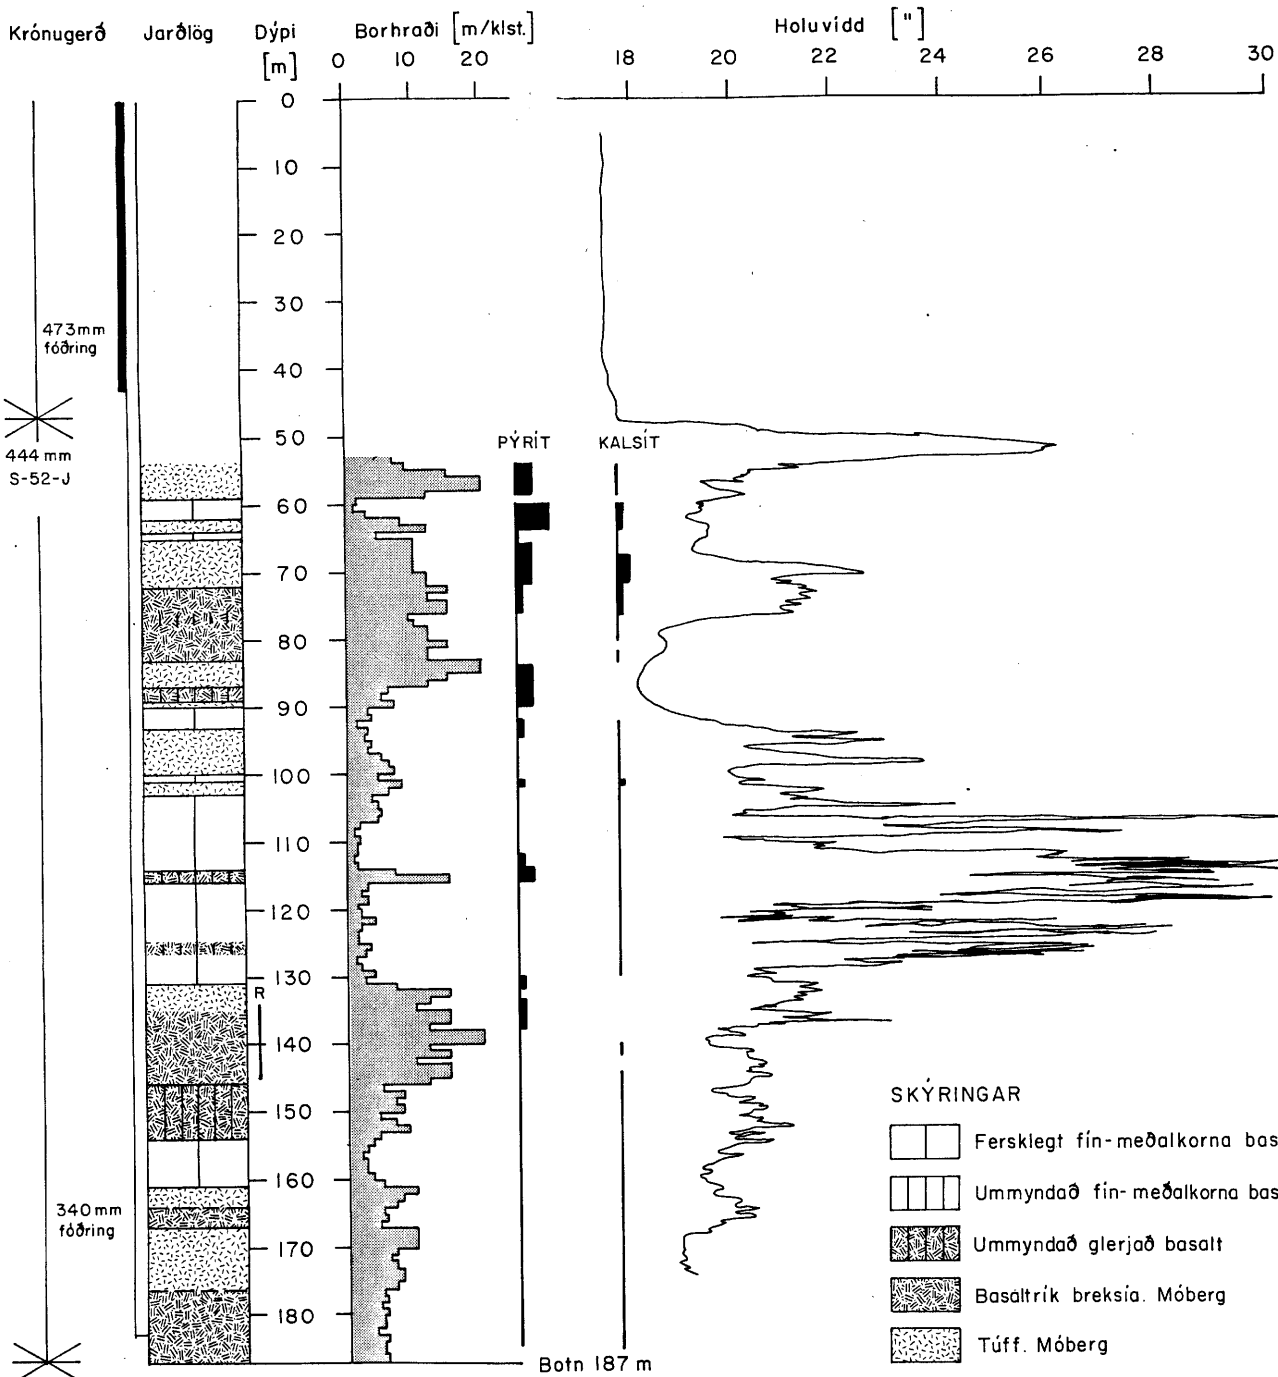 Krónugerð Jarðlög Dýpi [m] Borhraði [m/klst.] Holuvídd ["]
0 10 20 18 20 22 24 26 28 30
0
10
20
30
473mm
fóðring
40
50
PÝRÍT KALSÍT
444 mm
S-52-J
60
70
80
90
100
110
120
130
R
140
150
160
340mm
fóðring
170
180
Botn 187 m
SKÝRINGAR
Fersklegt fín-meðalkorna bas
Ummyndað fín-meðalkorna bas
Ummyndað glerjað basalt
Basaltrík breksía. Móberg
Túff. Móberg